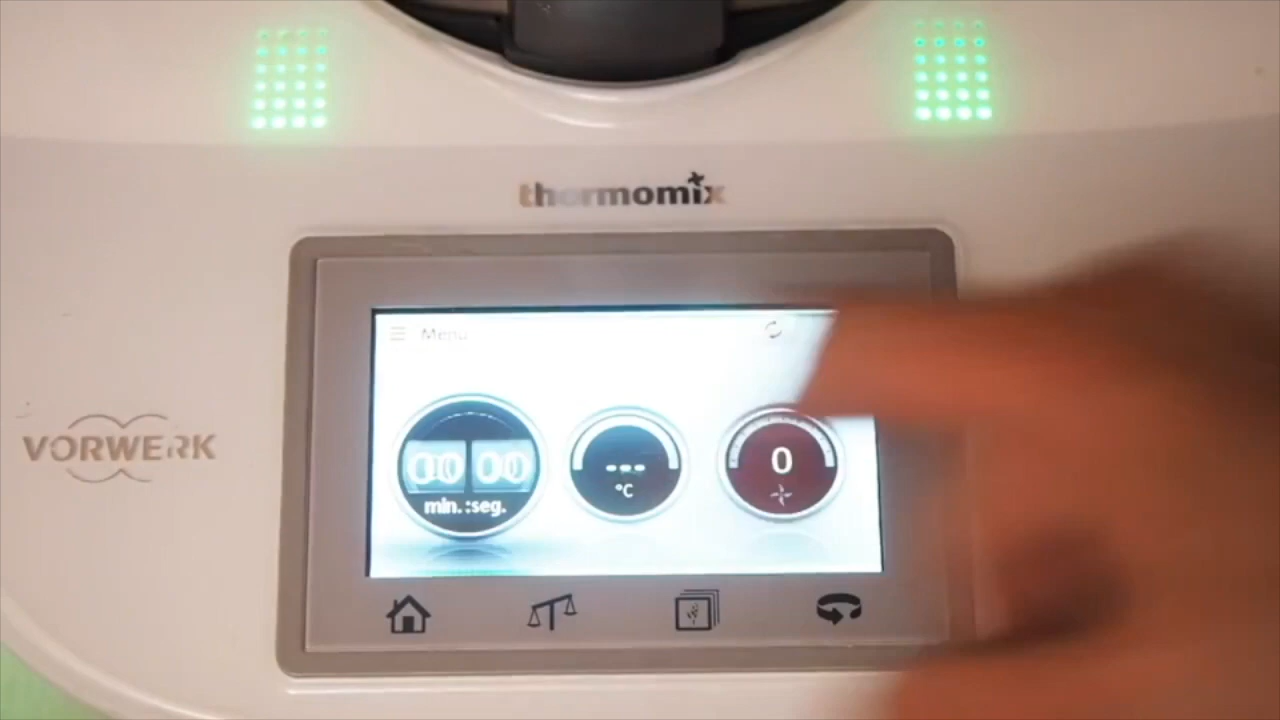 thermomix
Menu
VORWERK
00 00
min. :seg.
---
°C
0